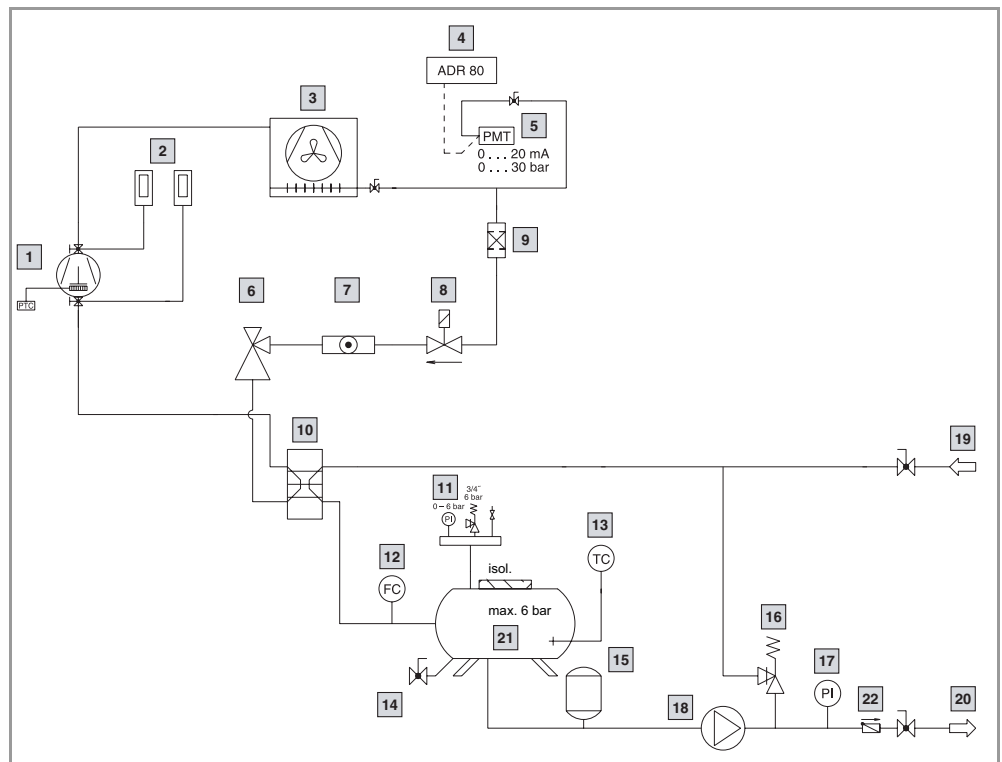 4
ADR 80
3
5
PMT
0 . . . 20 mA
0 . . . 30 bar
2
9
1
PTC
6
7
8
10
19
11
3/4"
6 bar
0 – 6 bar
PI
13
TC
12
FC
isol.
max. 6 bar
21
16
15
17
PI
14
18
22
20